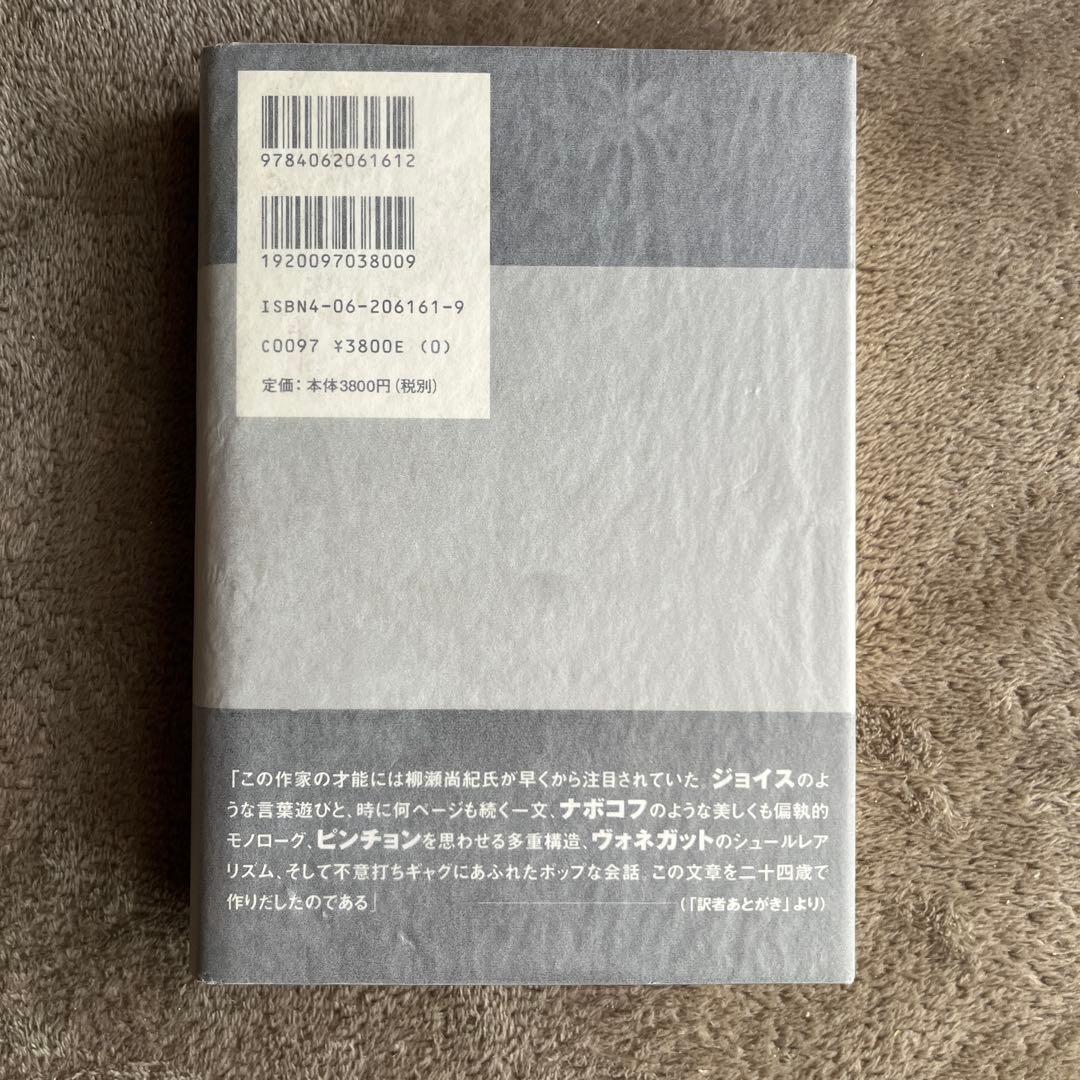 9784062061612
1920097038009
ISBN4-06-206161-9
C0097 ¥3800E (0)
定価：本体3800円（税別）
「この作家の才能には柳瀬尚紀氏が早くから注目されていた。ジョイスのよ
うな言葉遊びと、時に何ページも続く一文、ナボコフのような美しくも偏執的
モノローグ、ピンチョンを思わせる多重構造、ヴォネガットのシュールレア
リズム、そして不意打ちギャグにあふれたポップな会話。この文章を二十四歳で
作りだしたのである」
（「訳者あとがき」より）